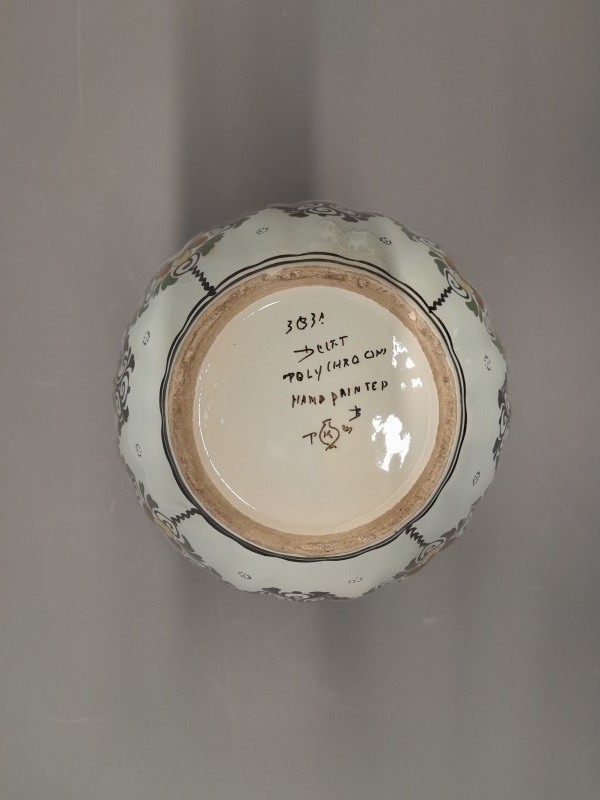 DELFT
POLYCHROOM
HAND PAINTED
B
P K